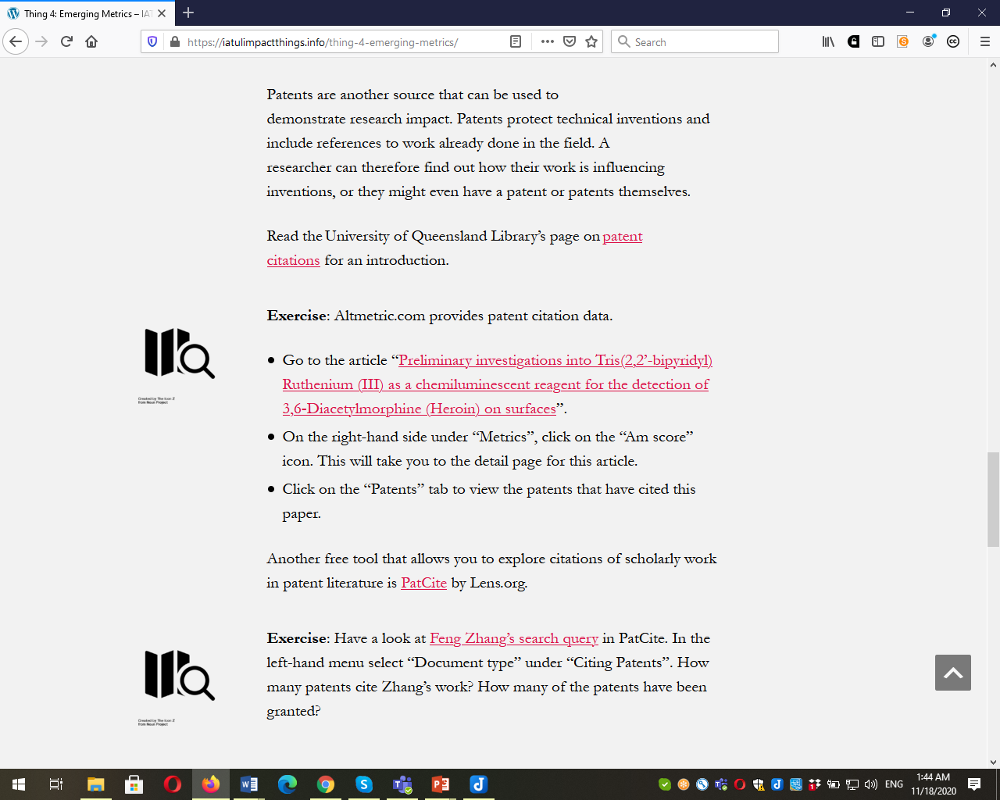 Thing 4: Emerging Metrics – IAT
https://iatulimpactthings.info/thing-4-emerging-metrics/
Search
Patents are another source that can be used to
demonstrate research impact. Patents protect technical inventions and
include references to work already done in the field. A
researcher can therefore find out how their work is influencing
inventions, or they might even have a patent or patents themselves.
Read the University of Queensland Library’s page on patent
citations for an introduction.
Exercise: Altmetric.com provides patent citation data.
Created by The Icon Z
from Noun Project
• Go to the article “Preliminary investigations into Tris(2,2’-bipyridyl)
Ruthenium (III) as a chemiluminescent reagent for the detection of
3,6-Diacetylmorphine (Heroin) on surfaces”.
• On the right-hand side under “Metrics”, click on the “Am score”
icon. This will take you to the detail page for this article.
• Click on the “Patents” tab to view the patents that have cited this
paper.
Another free tool that allows you to explore citations of scholarly work
in patent literature is PatCite by Lens.org.
Exercise: Have a look at Feng Zhang’s search query in PatCite. In the
left-hand menu select “Document type” under “Citing Patents”. How
many patents cite Zhang’s work? How many of the patents have been
granted?
Created by The Icon Z
from Noun Project
ENG
1:44 AM
11/18/2020